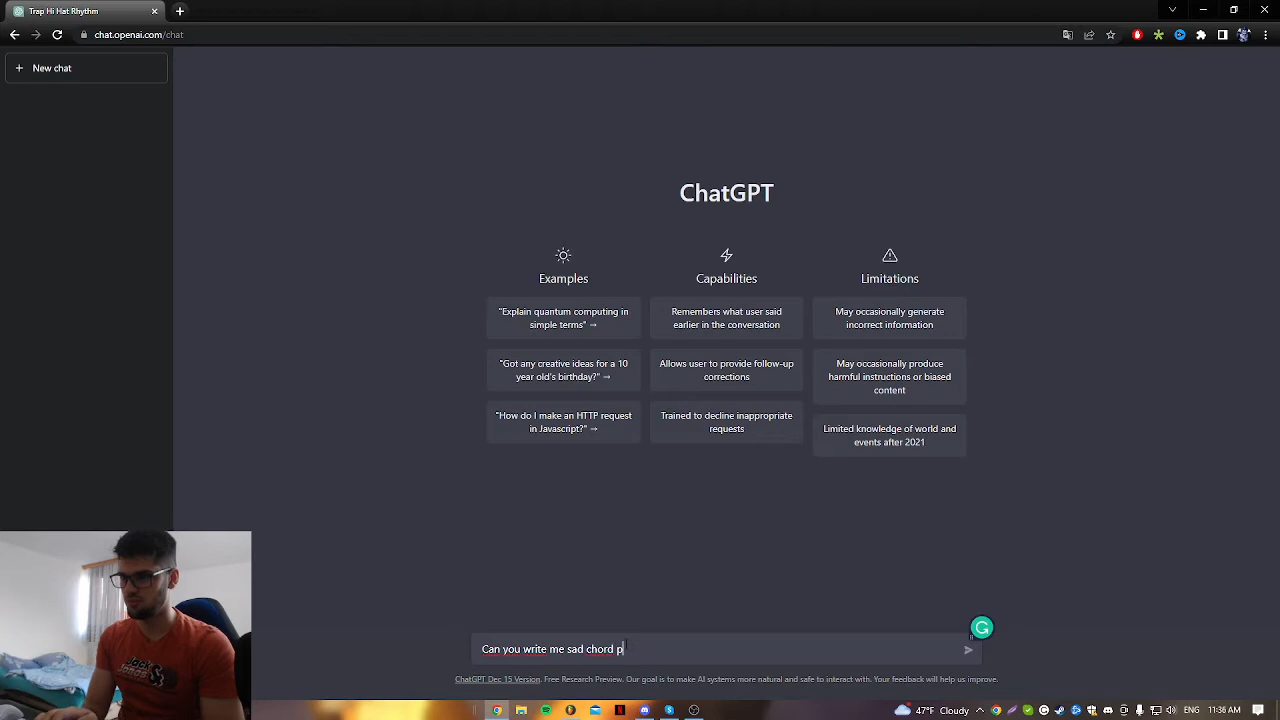 Trap Hi Hat Rhythm
chat.openai.com/chat
New chat
ChatGPT
Examples
Capabilities
Limitations
"Explain quantum computing in
simple terms" →
Remembers what user said
earlier in the conversation
May occasionally generate
incorrect information
"Got any creative ideas for a 10
year old's birthday?" →
Allows user to provide follow-up
corrections
May occasionally produce
harmful instructions or biased
content
"How do I make an HTTP request
in Javascript?" →
Trained to decline inappropriate
requests
Limited knowledge of world and
events after 2021
Can you write me sad chord p
ChatGPT Dec 15 Version. Free Research Preview. Our goal is to make AI systems more natural and safe to interact with. Your feedback will help us improve.
JACK
JONES
47°F Cloudy
ENG
11:36 AM